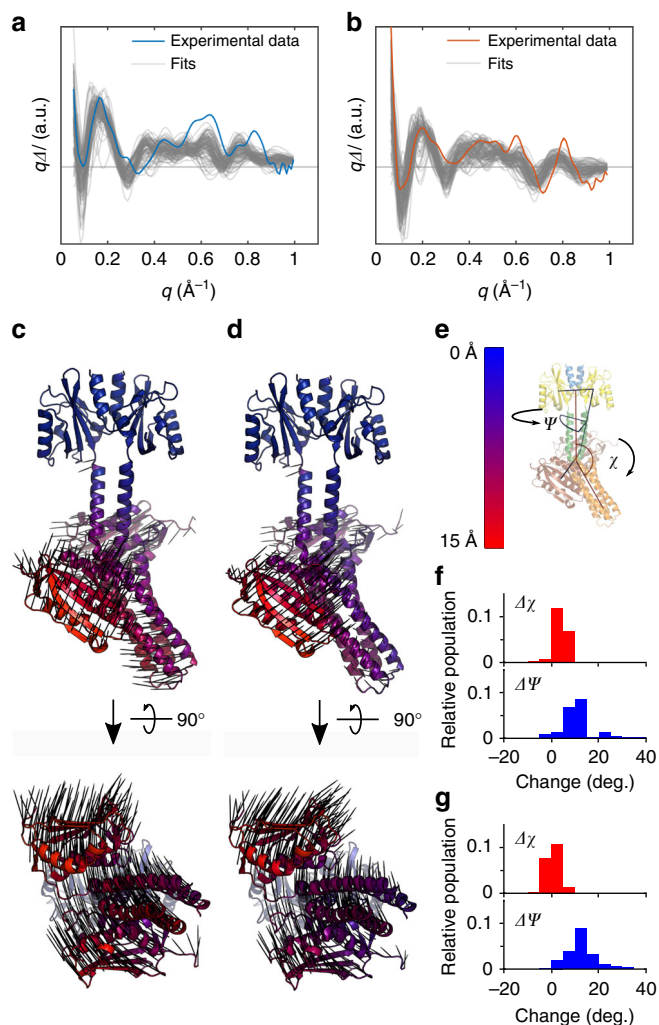 a
b
Experimental data
Fits
Experimental data
Fits
qΔI (a.u.)
qΔI (a.u.)
0 0.2 0.4 0.6 0.8 1
0 0.2 0.4 0.6 0.8 1
q (Å⁻¹)
q (Å⁻¹)
c
d
e
0 Å
15 Å
Ψ
χ
90°
90°
f
Δχ
0.1
0
ΔΨ
0.1
0
Relative population
−20 0 20 40
Change (deg.)
g
Δχ
0.1
0
ΔΨ
0.1
0
Relative population
−20 0 20 40
Change (deg.)